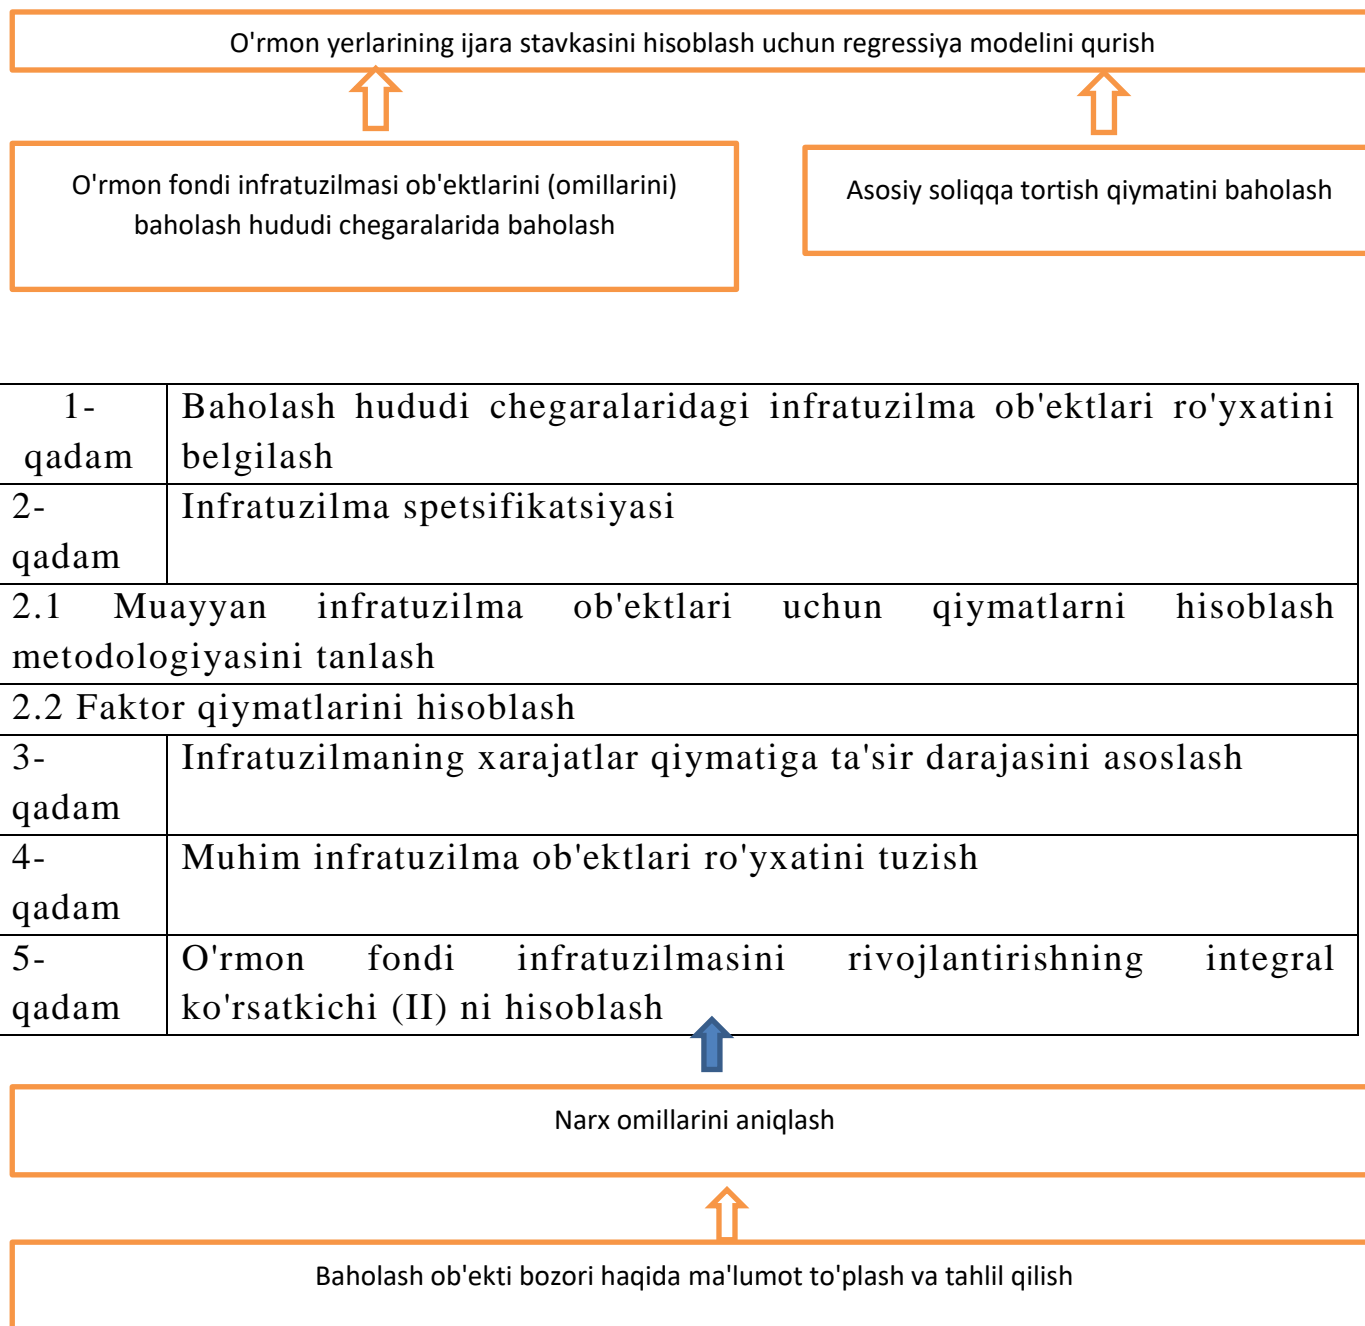 O'rmon yerlarining ijara stavkasini hisoblash uchun regressiya modelini qurish
O'rmon fondi infratuzilmasi ob'ektlarini (omillarini)
baholash hududi chegaralarida baholash
Asosiy soliqqa tortish qiymatini baholash
1-
qadam
Baholash hududi chegaralaridagi infratuzilma ob'ektlari ro'yxatini
belgilash
2-
qadam
Infratuzilma spetsifikatsiyasi
2.1 Muayyan infratuzilma ob'ektlari uchun qiymatlarni hisoblash
metodologiyasini tanlash
2.2 Faktor qiymatlarini hisoblash
3-
qadam
Infratuzilmaning xarajatlar qiymatiga ta'sir darajasini asoslash
4-
qadam
Muhim infratuzilma ob'ektlari ro'yxatini tuzish
5-
qadam
O'rmon fondi infratuzilmasini rivojlantirishning integral
ko'rsatkichi (II) ni hisoblash
Narx omillarini aniqlash
Baholash ob'ekti bozori haqida ma'lumot to'plash va tahlil qilish